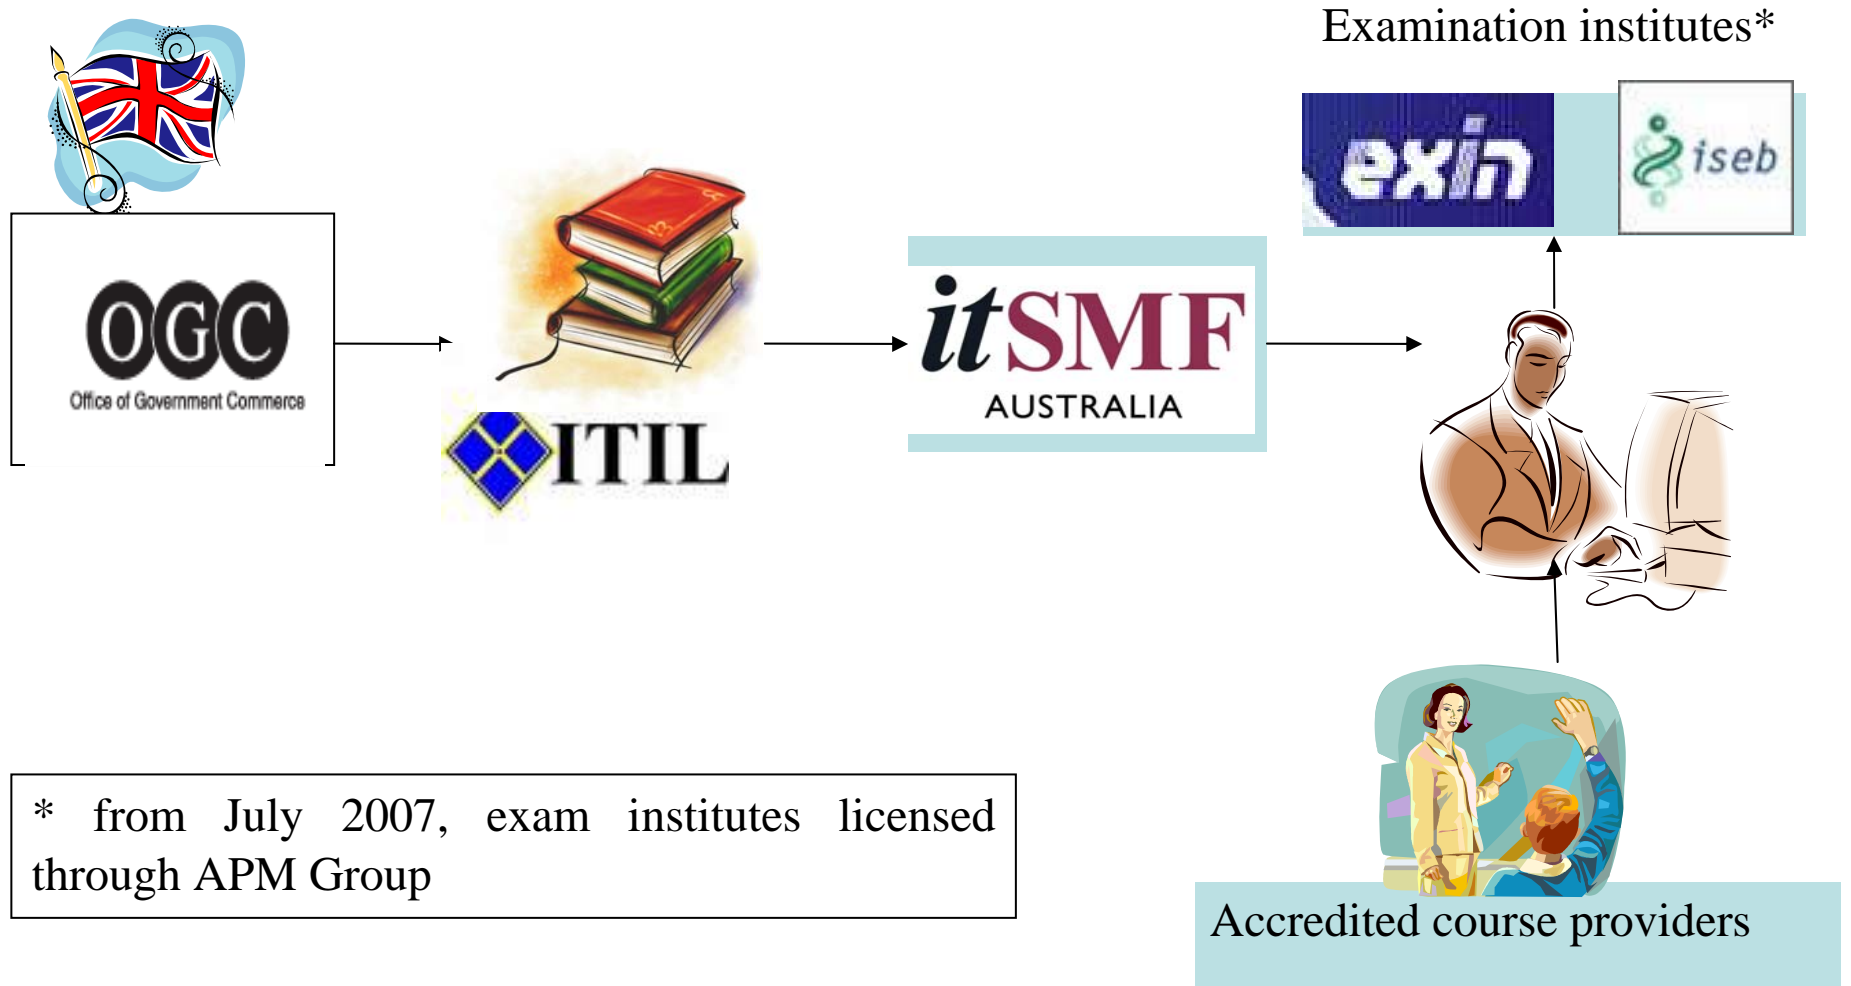 Examination institutes*
exin
iseb
OGC
Office of Government Commerce
ITIL
itSMF
AUSTRALIA
* from July 2007, exam institutes licensed
through APM Group
Accredited course providers